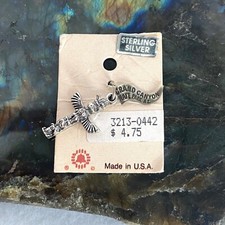 STERLING
SILVER
GRAND CANYON
3213-0442
$ 4.75
Made in U.S.A.